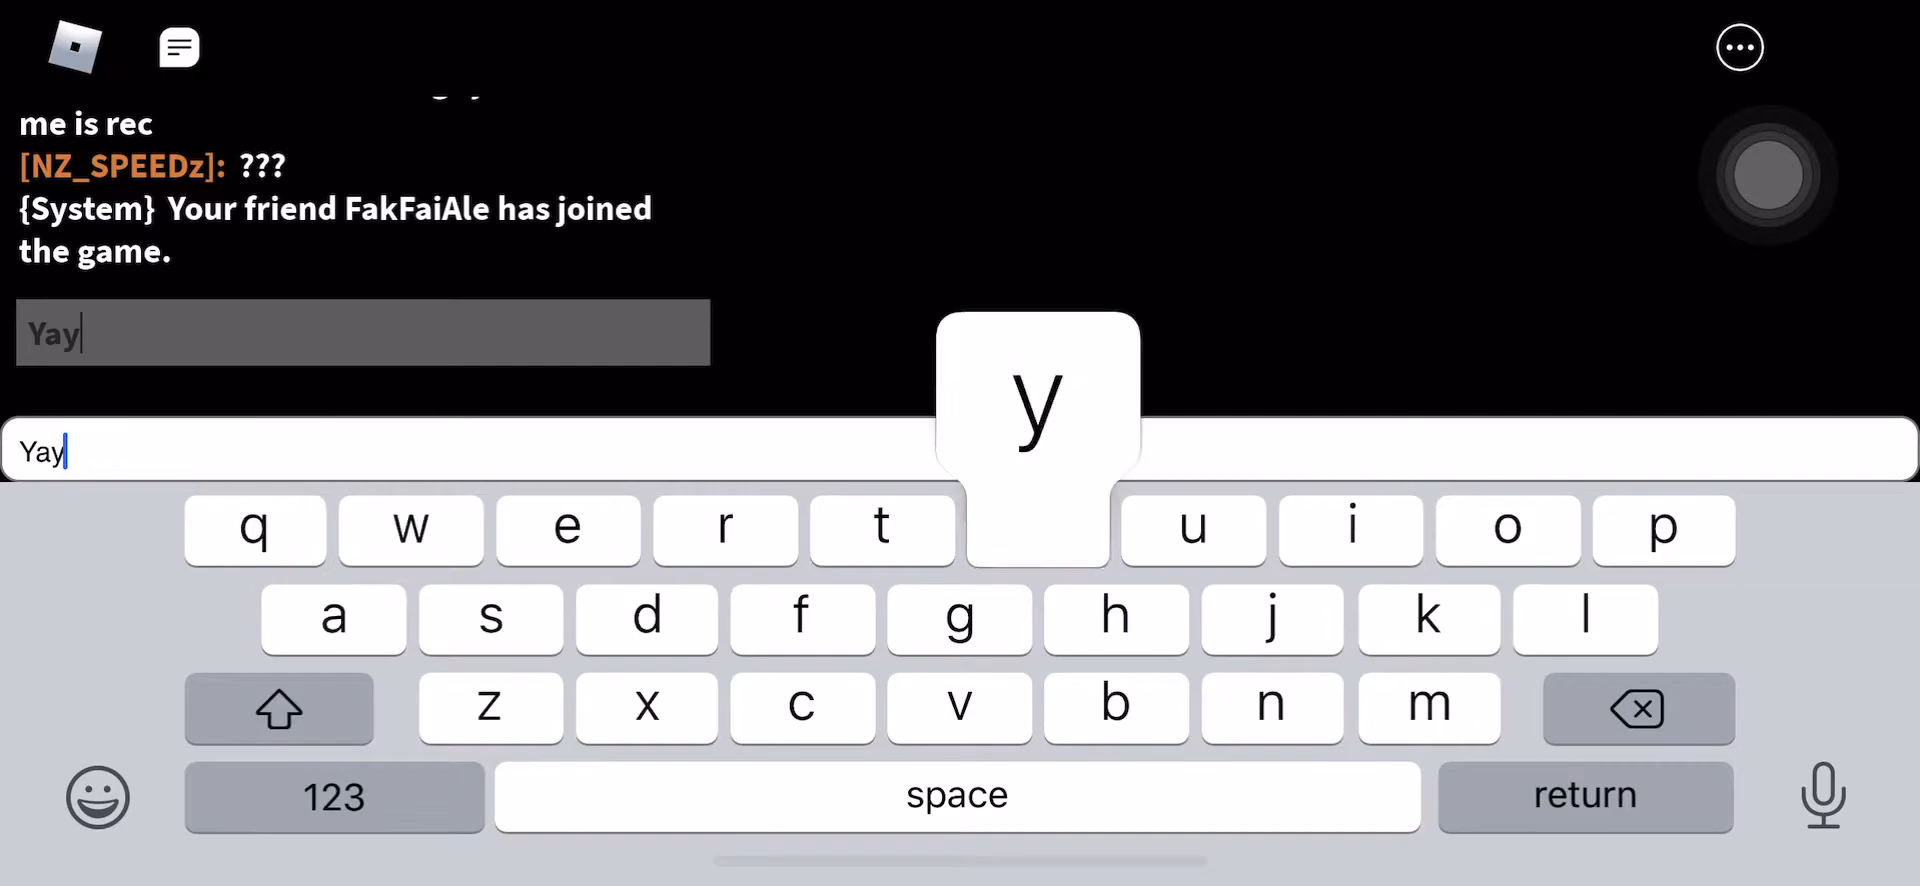 me is rec
[NZ_SPEEDz]: ???
{System} Your friend FakFaiAle has joined
the game.
Yay
y
Yay
q w e r t u i o p
a s d f g h j k l
z x c v b n m
123 space return